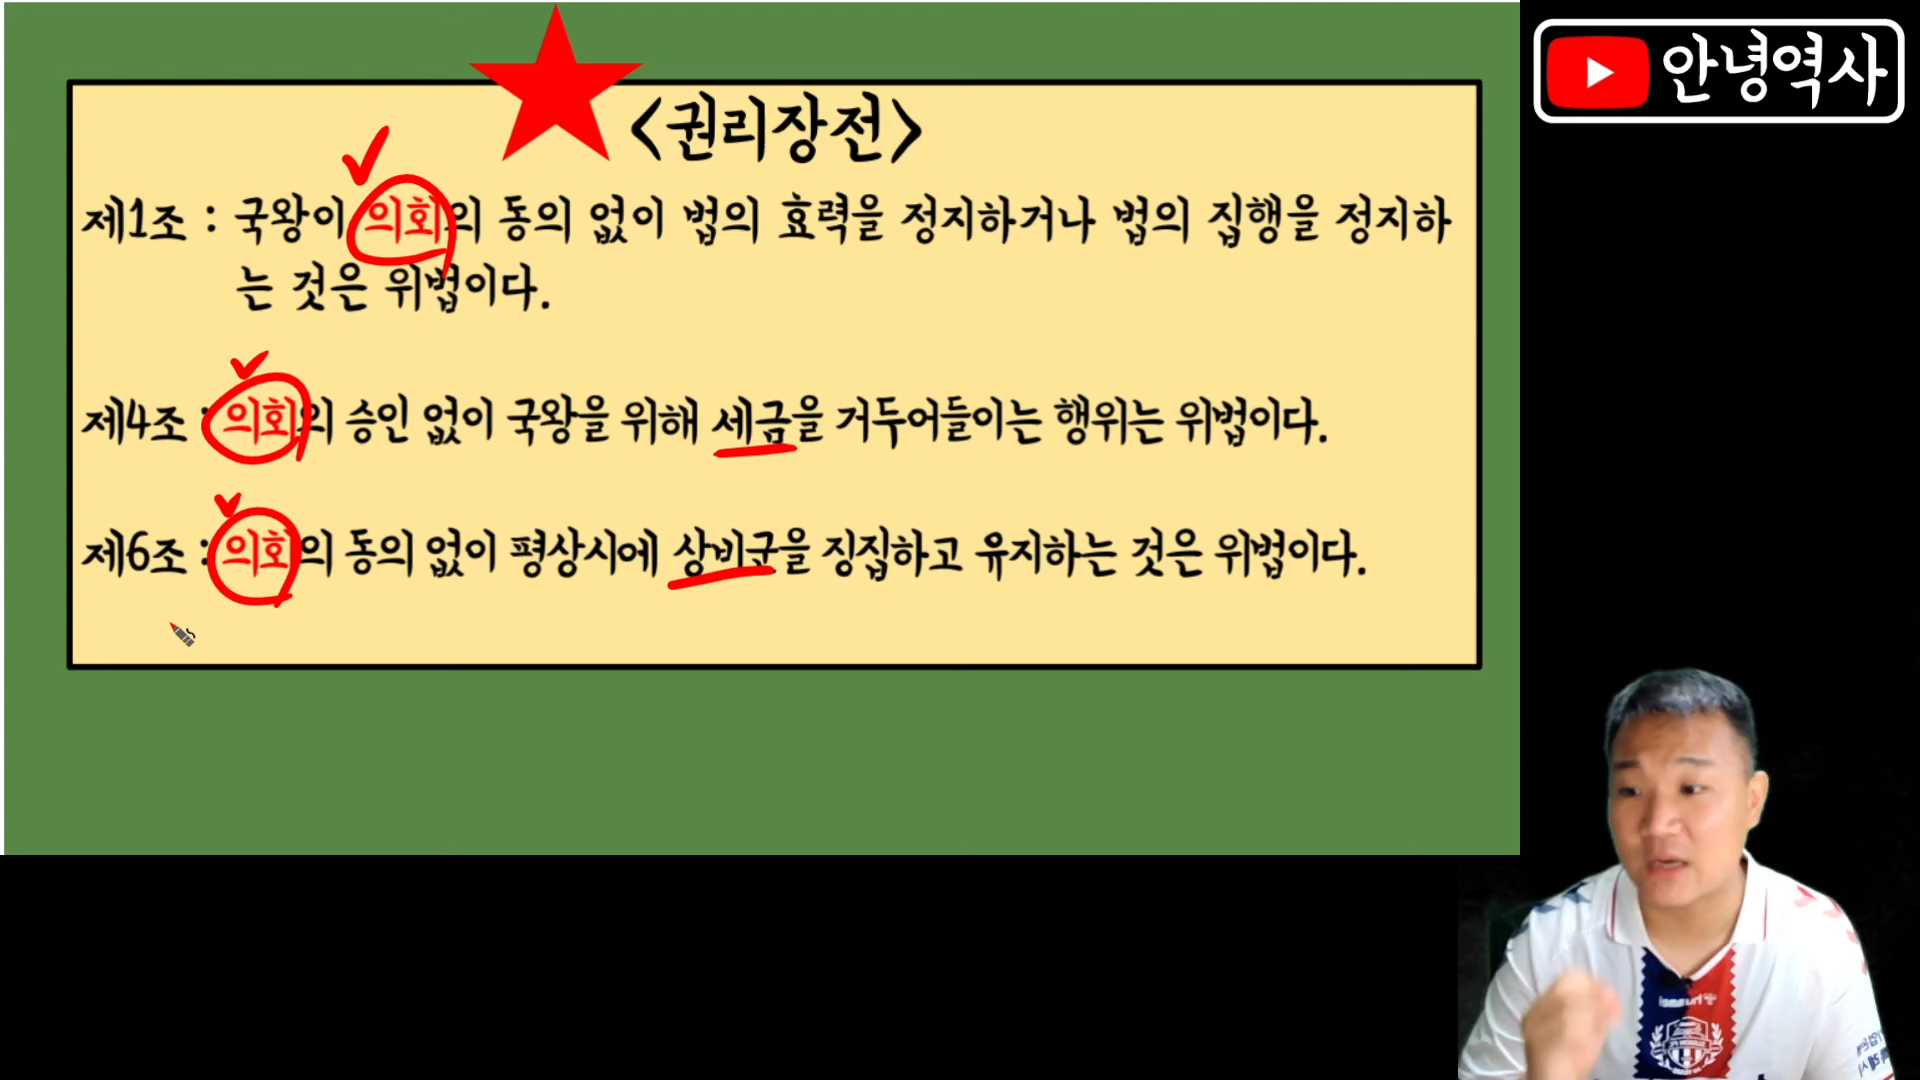 안녕역사
<권리장전>
제1조 : 국왕이 의회의 동의 없이 법의 효력을 정지하거나 법의 집행을 정지하
는 것은 위법이다.
제4조 : 의회의 승인 없이 국왕을 위해 세금을 거두어들이는 행위는 위법이다.
제6조 : 의회의 동의 없이 평상시에 상비군을 징집하고 유지하는 것은 위법이다.